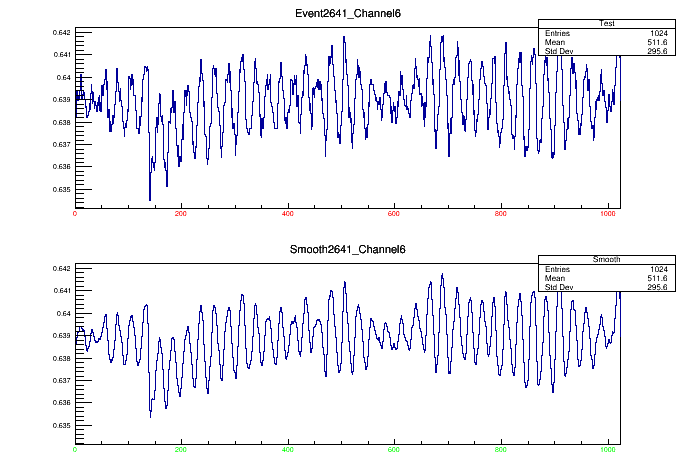 Event2641_Channel6
Test
Entries 1024
Mean 511.6
Std Dev 295.6
0.642
0.641
0.64
0.639
0.638
0.637
0.636
0.635
0 200 400 600 800 1000
Smooth2641_Channel6
Smooth
Entries 1024
Mean 511.6
Std Dev 295.6
0.642
0.641
0.64
0.639
0.638
0.637
0.636
0.635
0 200 400 600 800 1000